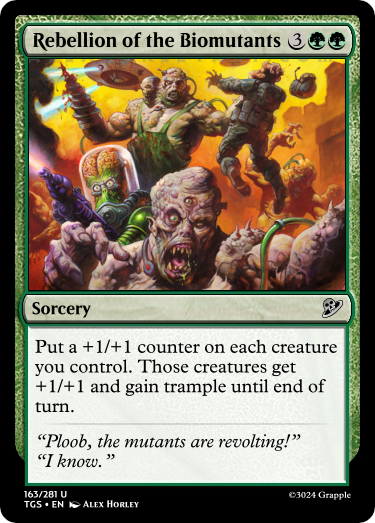 Rebellion of the Biomutants 3
Sorcery
Put a +1/+1 counter on each creature
you control. Those creatures get
+1/+1 and gain trample until end of
turn.
“Ploob, the mutants are revolting!”
“I know.”
163/281 U
©3024 Grapple
TGS • EN Alex Horley